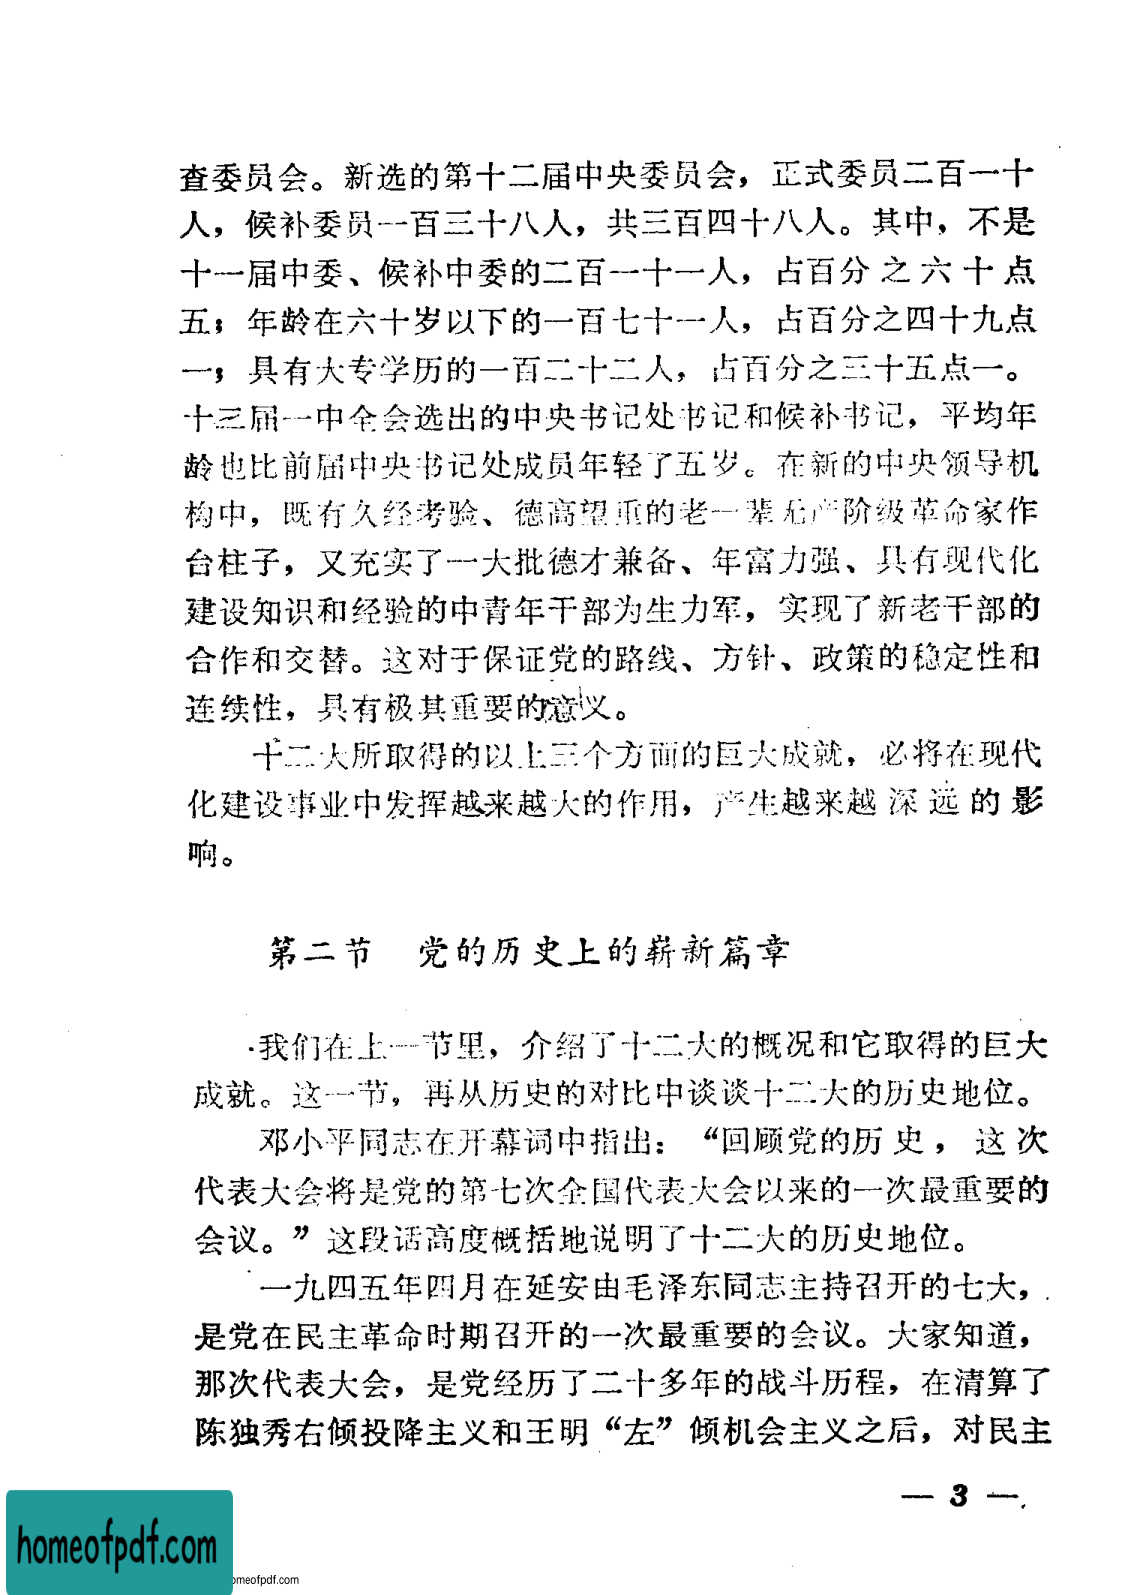 查委员会。新选的第十二届中央委员会，正式委员二百一十
人，候补委员一百三十八人，共三百四十八人。其中，不是
十一届中委、候补中委的二百一十一人，占百分之六十点
五；年龄在六十岁以下的一百七十一人，占百分之四十九点
一；具有大专学历的一百二十二人，占百分之三十五点一。
十三届一中全会选出的中央书记处书记和候补书记，平均年
龄也比前届中央书记处成员年轻了五岁。在新的中央领导机
构中，既有久经考验、德高望重的老一辈无产阶级革命家作
台柱子，又充实了一大批德才兼备、年富力强、具有现代化
建设知识和经验的中青年干部为生力军，实现了新老干部的
合作和交替。这对于保证党的路线、方针、政策的稳定性和
连续性，具有极其重要的意义。
十二大所取得的以上三个方面的巨大成就，必将在现代
化建设事业中发挥越来越大的作用，产生越来越深远的影
响。
第二节 党的历史上的崭新篇章
我们在上一节里，介绍了十二大的概况和它取得的巨大
成就。这一节，再从历史的对比中谈谈十二大的历史地位。
邓小平同志在开幕词中指出：“回顾党的历史，这次
代表大会将是党的第七次全国代表大会以来的一次最重要的
会议。”这段话高度概括地说明了十二大的历史地位。
一九四五年四月在延安由毛泽东同志主持召开的七大，
是党在民主革命时期召开的一次最重要的会议。大家知道，
那次代表大会，是党经历了二十多年的战斗历程，在清算了
陈独秀右倾投降主义和王明“左”倾机会主义之后，对民主
— 3 —
homeofpdf.com
omeofpdf.com